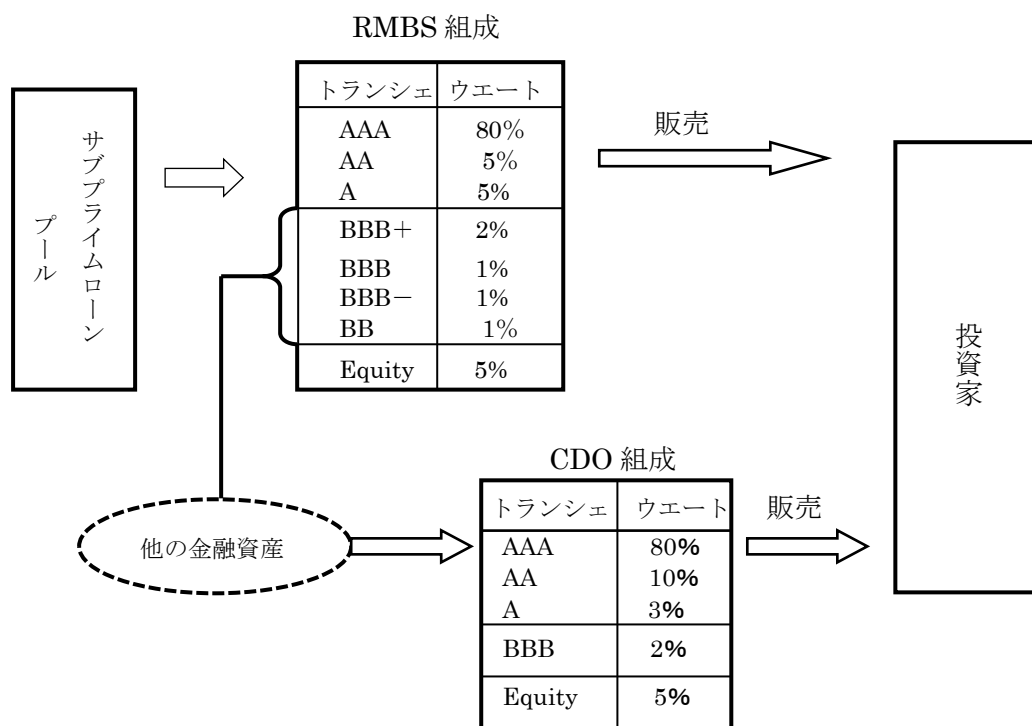 RMBS 組成
トランシェ ウエート
AAA 80%
AA 5%
A 5%
BBB+ 2%
BBB 1%
BBB− 1%
BB 1%
Equity 5%
サブプライムローン
プール
販売
投資家
他の金融資産
CDO 組成
トランシェ ウエート
AAA 80%
AA 10%
A 3%
BBB 2%
Equity 5%
販売